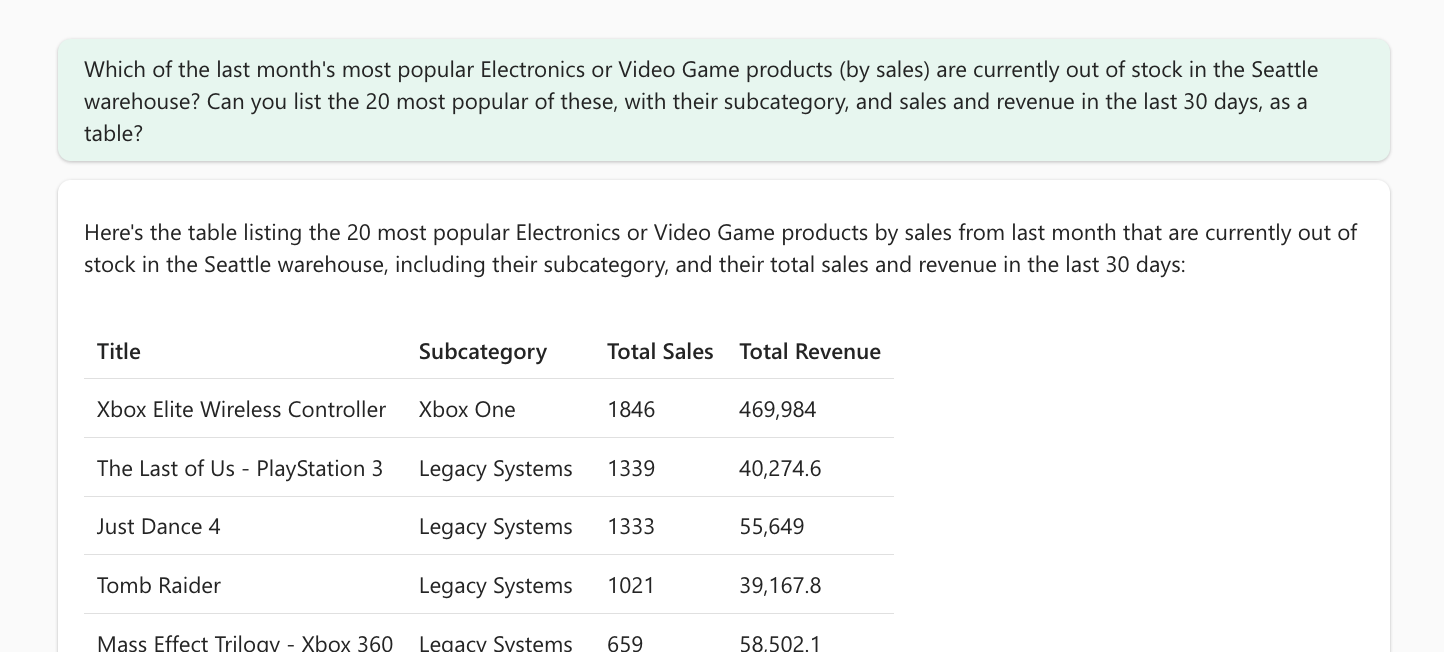 Which of the last month's most popular Electronics or Video Game products (by sales) are currently out of stock in the Seattle
warehouse? Can you list the 20 most popular of these, with their subcategory, and sales and revenue in the last 30 days, as a
table?
Here's the table listing the 20 most popular Electronics or Video Game products by sales from last month that are currently out of
stock in the Seattle warehouse, including their subcategory, and their total sales and revenue in the last 30 days:
Title Subcategory Total Sales Total Revenue
Xbox Elite Wireless Controller Xbox One 1846 469,984
The Last of Us - PlayStation 3 Legacy Systems 1339 40,274.6
Just Dance 4 Legacy Systems 1333 55,649
Tomb Raider Legacy Systems 1021 39,167.8
Mass Effect Trilogy - Xbox 360 Legacy Systems 659 58,502.1